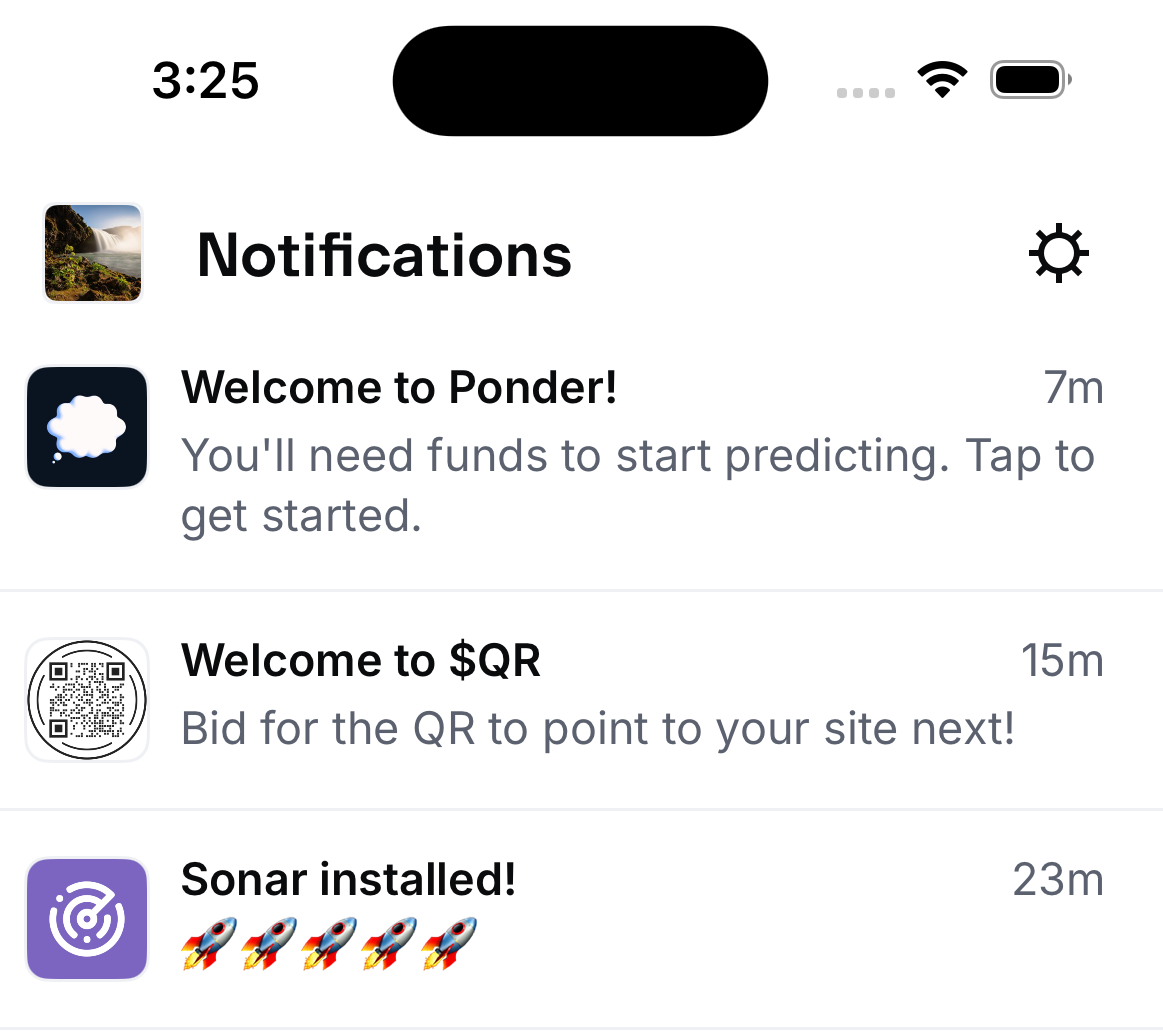 3:25
Notifications
Welcome to Ponder!
7m
You'll need funds to start predicting. Tap to
get started.
Welcome to $QR
15m
Bid for the QR to point to your site next!
Sonar installed!
23m
🚀🚀🚀🚀🚀